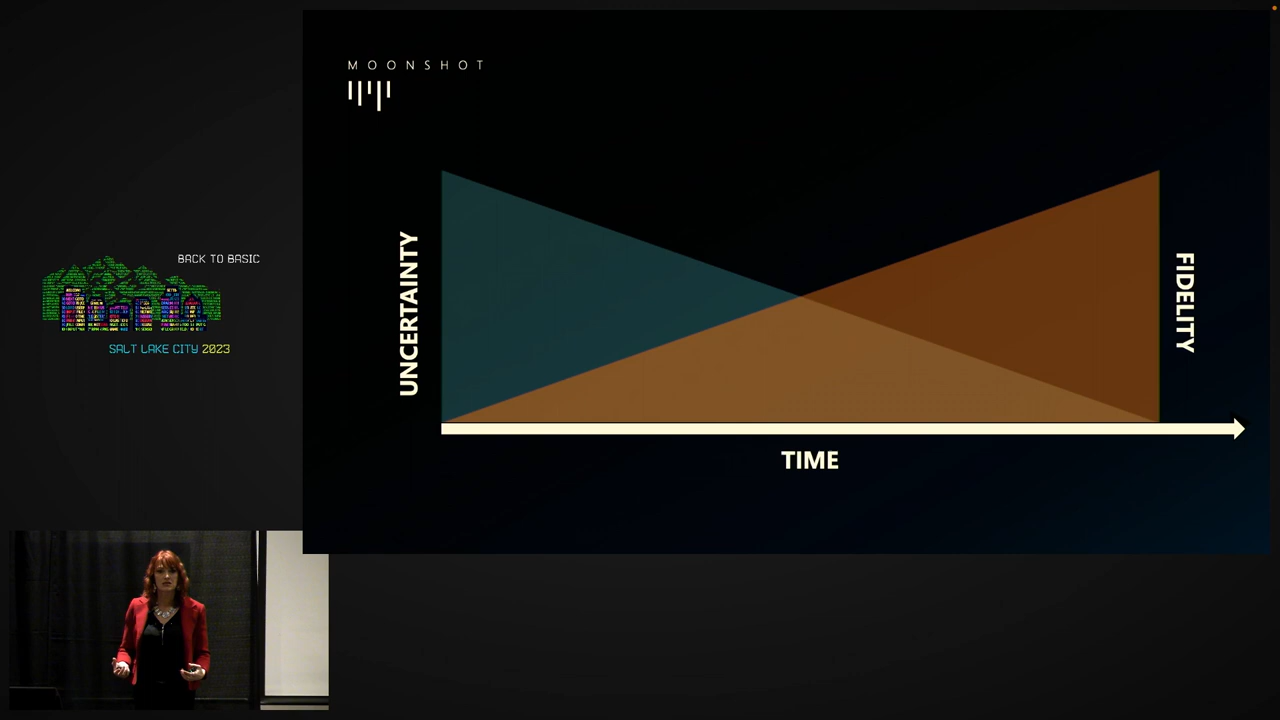 MOONSHOT
BACK TO BASIC
SALT LAKE CITY 2023
UNCERTAINTY
FIDELITY
TIME